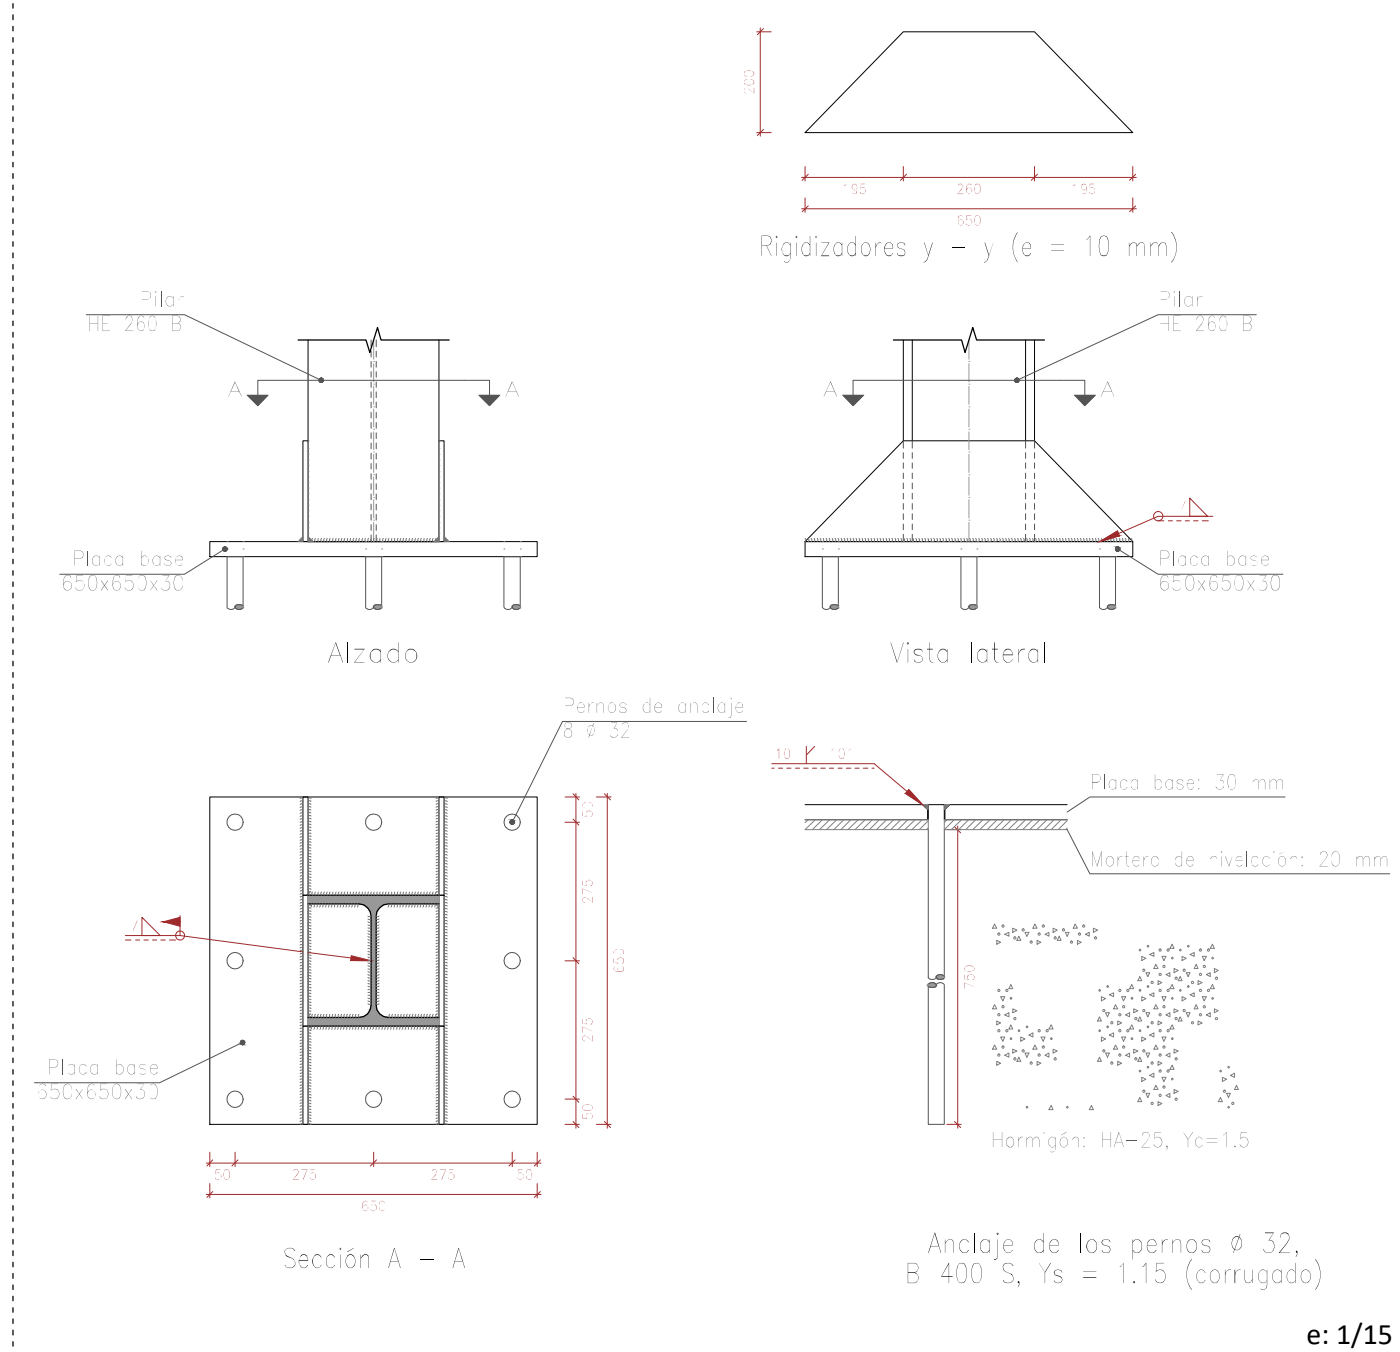 200
195 260 195
650
Rigidizadores y - y (e = 10 mm)
Pilar
HE 260 B
A A
Placa base
650x650x30
Alzado
Pilar
HE 260 B
A A
7
Placa base
650x650x30
Vista lateral
Pernos de anclaje
8 ø 32
50
275
650
275
50
7
Placa base
650x650x30
50 275 275 50
650
Sección A - A
10
Placa base: 30 mm
Mortero de nivelación: 20 mm
750
Hormigón: HA-25, Yc=1.5
Anclaje de los pernos ø 32,
B 400 S, Ys = 1.15 (corrugado)
e: 1/15